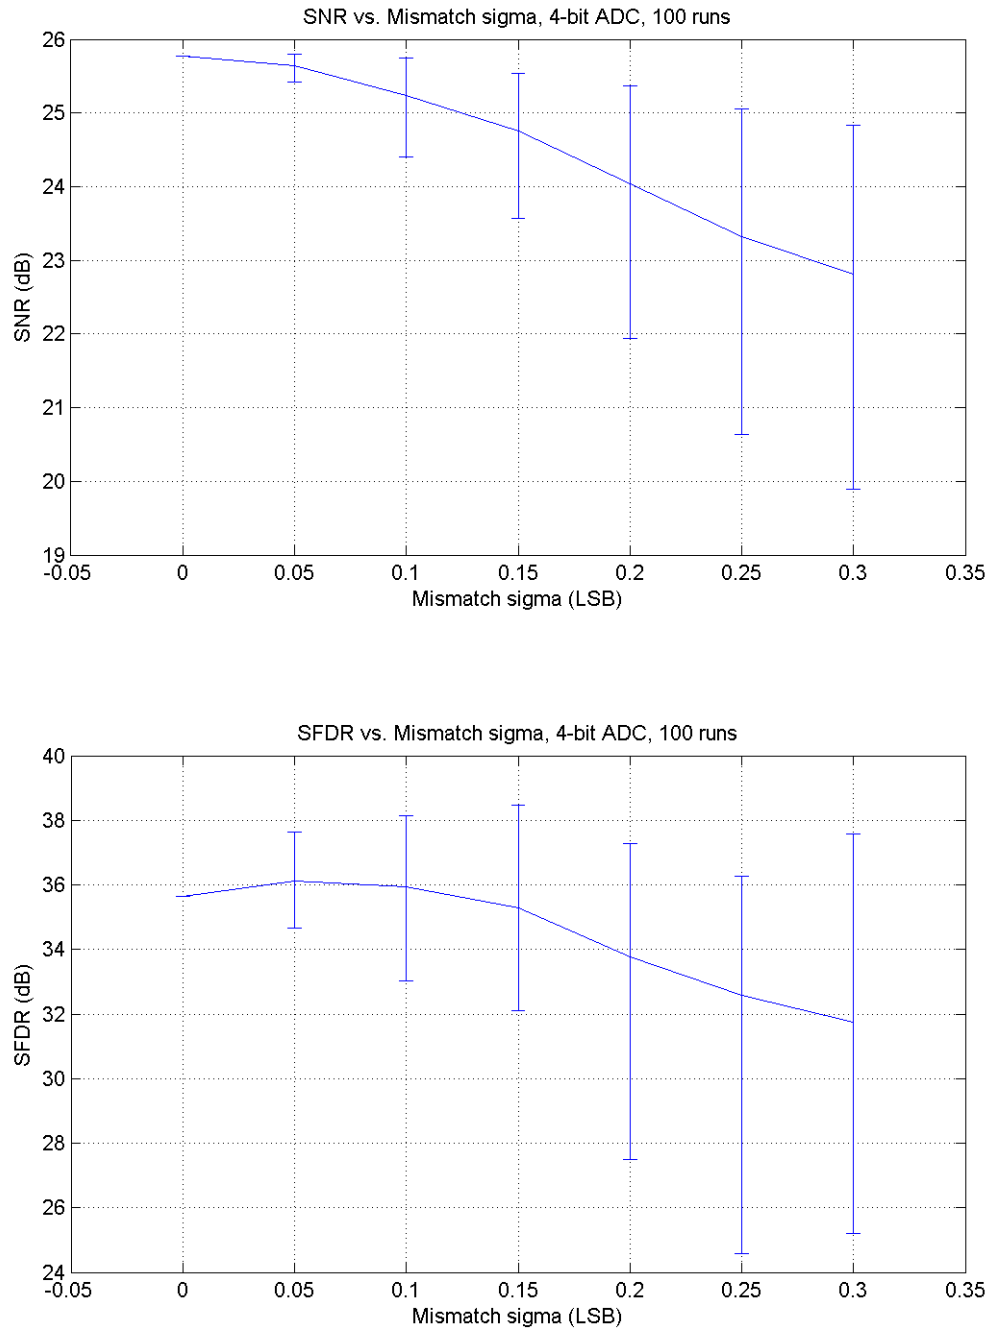 SNR vs. Mismatch sigma, 4-bit ADC, 100 runs
26
25
24
23
22
21
20
19
SNR (dB)
-0.05 0 0.05 0.1 0.15 0.2 0.25 0.3 0.35
Mismatch sigma (LSB)
SFDR vs. Mismatch sigma, 4-bit ADC, 100 runs
40
38
36
34
32
30
28
26
24
SFDR (dB)
-0.05 0 0.05 0.1 0.15 0.2 0.25 0.3 0.35
Mismatch sigma (LSB)